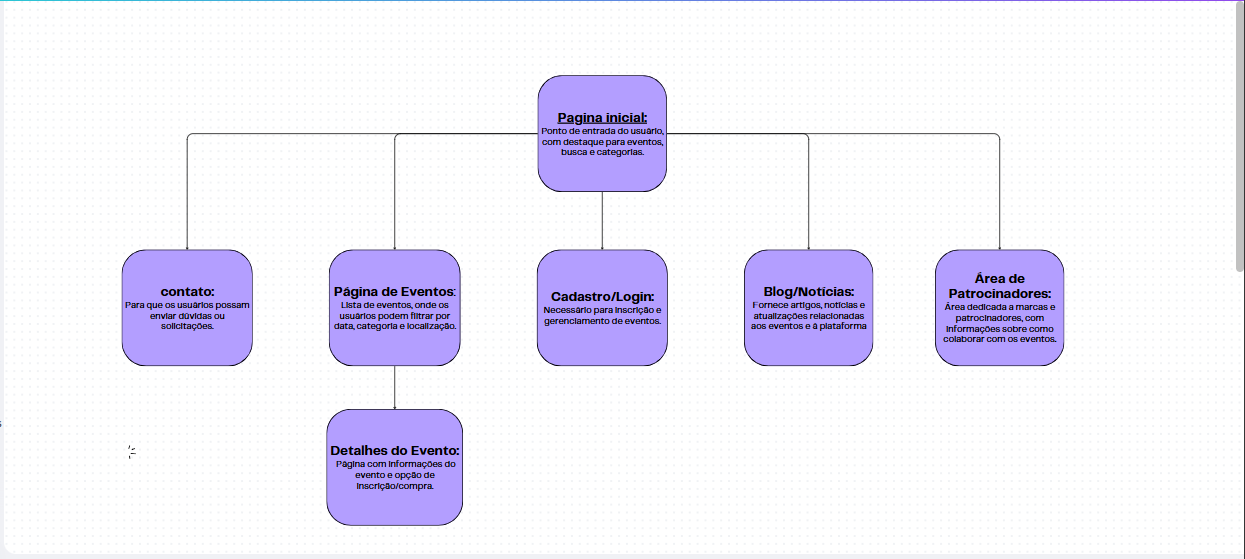 Pagina inicial:
Ponto de entrada do usuário,
com destaque para eventos,
busca e categorias.
contato:
Para que os usuários possam
enviar dúvidas ou
solicitações.
Página de Eventos:
Lista de eventos, onde os
usuários podem filtrar por
data, categoria e localização.
Cadastro/Login:
Necessário para inscrição e
gerenciamento de eventos.
Blog/Notícias:
Fornece artigos, notícias e
atualizações relacionadas
aos eventos e à plataforma
Área de
Patrocinadores:
Área dedicada a marcas e
patrocinadores, com
informações sobre como
colaborar com os eventos.
Detalhes do Evento:
Página com informações do
evento e opção de
inscrição/compra.